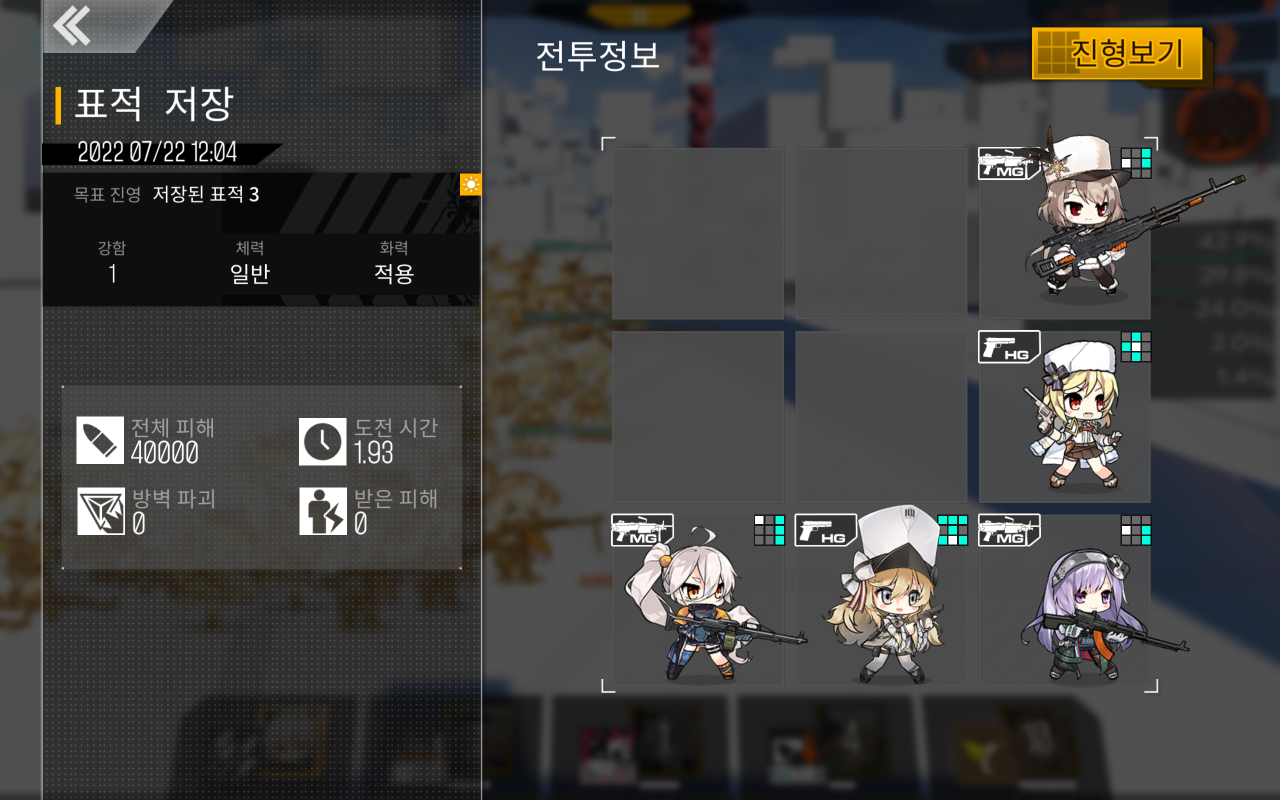 표적 저장
2022 07/22 12:04
목표 진영 저장된 표적 3
강함 체력 화력
1 일반 적용
전체 피해 도전 시간
40000 1.93
방벽 파괴 받은 피해
0 0
전투정보
진형보기
MG
HG
MG HG MG